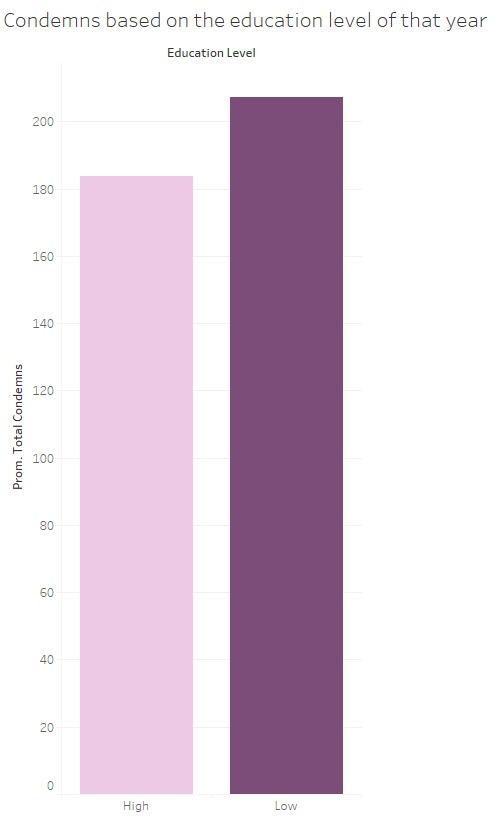 Condemns based on the education level of that year
Education Level
Prom. Total Condemns
200
180
160
140
120
100
80
60
40
20
0
High
Low